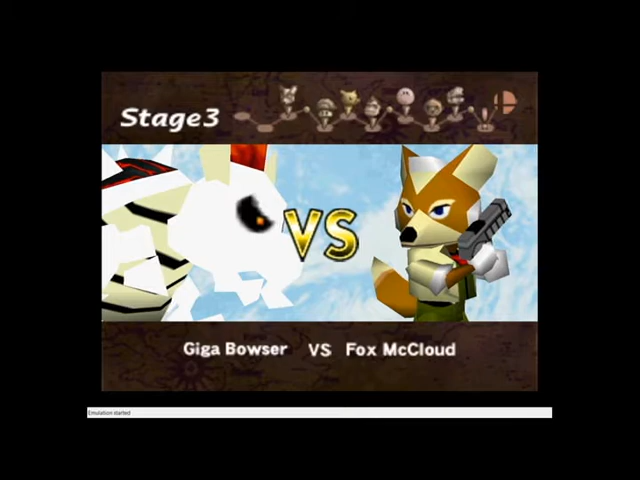 Stage3
VS
Giga Bowser VS Fox McCloud
Emulation started